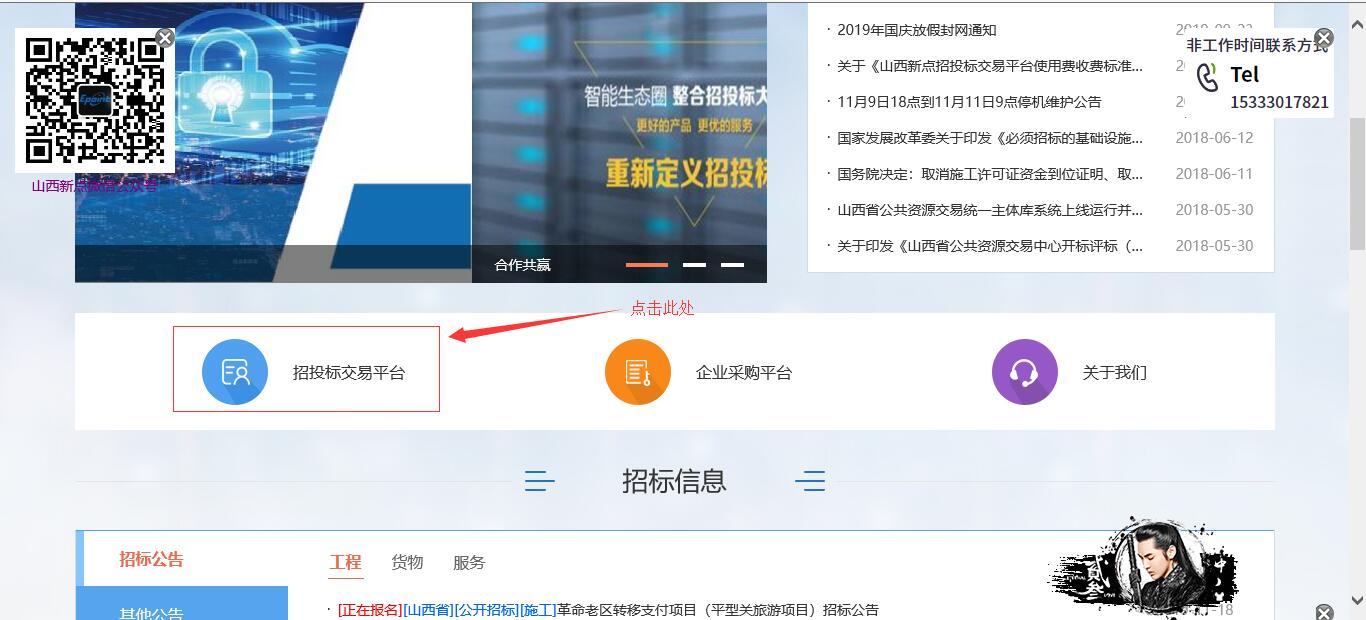 2019年国庆放假封网通知
非工作时间联系方式
Tel
15333017821
关于《山西新点招投标交易平台使用费收费标准...
11月9日18点到11月11日9点停机维护公告
国家发展改革委关于印发《必须招标的基础设施... 2018-06-12
国务院决定：取消施工许可证资金到位证明、取... 2018-06-11
山西省公共资源交易统一主体库系统上线运行并... 2018-05-30
关于印发《山西省公共资源交易中心开标评标（... 2018-05-30
Epoint
山西新点微信公众号
智能生态圈 整合招投标大
更好的产品 更优的服务
重新定义招投标
合作共赢
点击此处
招投标交易平台
企业采购平台
关于我们
招标信息
招标公告
其他公告
工程 货物 服务
[正在报名][山西省][公开招标][施工]革命老区转移支付项目（平型关旅游项目）招标公告